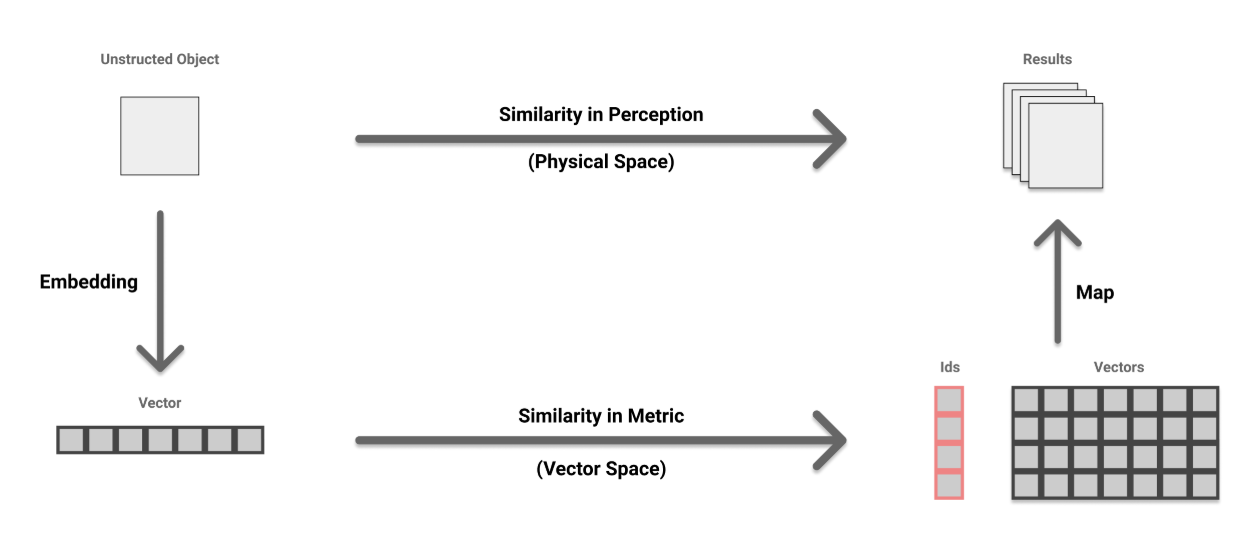 Unstructed Object
Results
Similarity in Perception
(Physical Space)
Embedding
Map
Vector
Ids
Vectors
Similarity in Metric
(Vector Space)